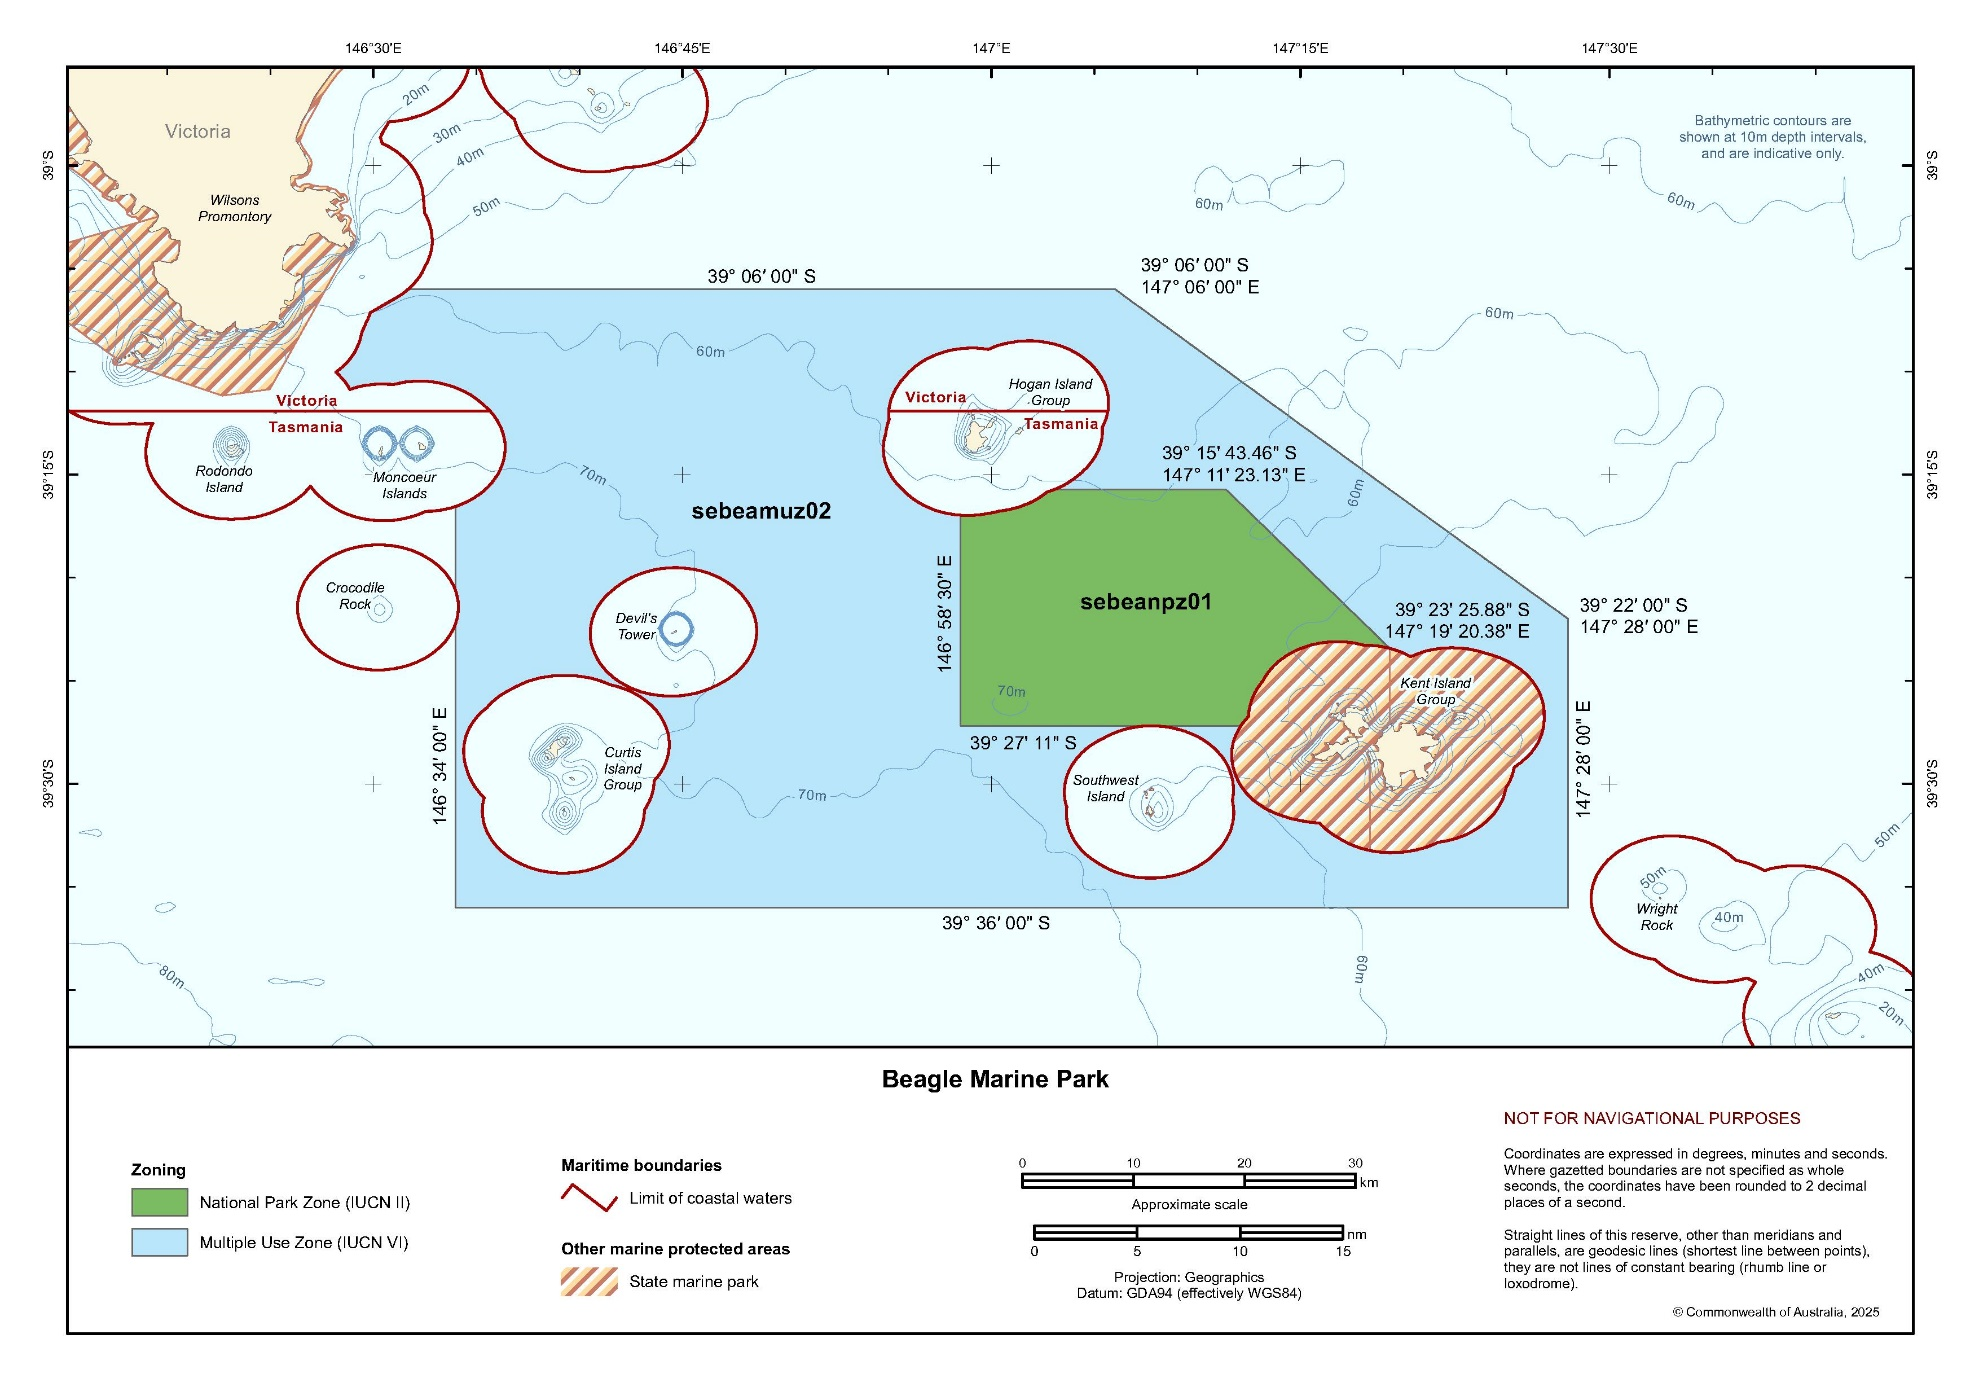 146°30'E
146°45'E
147°E
147°15'E
147°30'E
Victoria
20m
30m
40m
50m
Bathymetric contours are
shown at 10m depth intervals,
and are indicative only.
39°S
39°S
Wilsons
Promontory
60m
60m
39° 06′ 00″ S
39° 06′ 00″ S
147° 06′ 00″ E
60m
60m
Victoria
Tasmania
Hogan Island
Group
Victoria
Tasmania
39° 15′ 43.46″ S
147° 11′ 23.13″ E
39°15'S
39°15'S
Rodondo
Island
Moncoeur
Islands
70m
60m
sebeamuz02
Crocodile
Rock
Devil's
Tower
146° 58′ 30″ E
sebeanpz01
39° 23′ 25.88″ S
147° 19′ 20.38″ E
39° 22′ 00″ S
147° 28′ 00″ E
70m
Kent Island
Group
146° 34′ 00″ E
39° 27′ 11″ S
147° 28′ 00″ E
Curtis
Island
Group
Southwest
Island
39°30'S
39°30'S
70m
50m
50m
Wright
Rock
40m
39° 36′ 00″ S
80m
60m
40m
20m
Beagle Marine Park
Zoning
National Park Zone (IUCN II)
Multiple Use Zone (IUCN VI)
Maritime boundaries
Limit of coastal waters
Other marine protected areas
State marine park
0 10 20 30
km
Approximate scale
nm
0 5 10 15
Projection: Geographics
Datum: GDA94 (effectively WGS84)
NOT FOR NAVIGATIONAL PURPOSES
Coordinates are expressed in degrees, minutes and seconds.
Where gazetted boundaries are not specified as whole
seconds, the coordinates have been rounded to 2 decimal
places of a second.
Straight lines of this reserve, other than meridians and
parallels, are geodesic lines (shortest line between points),
they are not lines of constant bearing (rhumb line or
loxodrome).
© Commonwealth of Australia, 2025